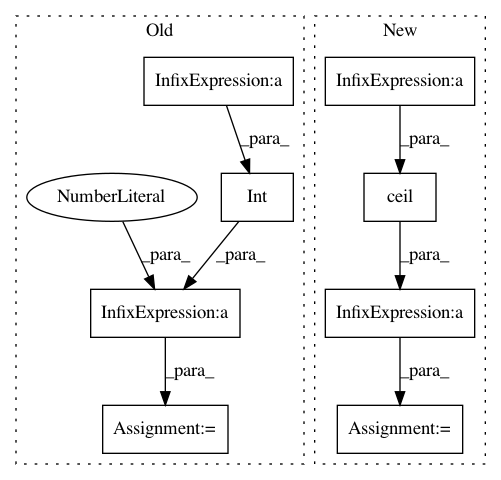 Old
New
InfixExpression:a
InfixExpression:a
_para_
_para_
NumberLiteral
Int
ceil
_para_
_para_
_para_
InfixExpression:a
InfixExpression:a
_para_
_para_
Assignment:=
Assignment:=